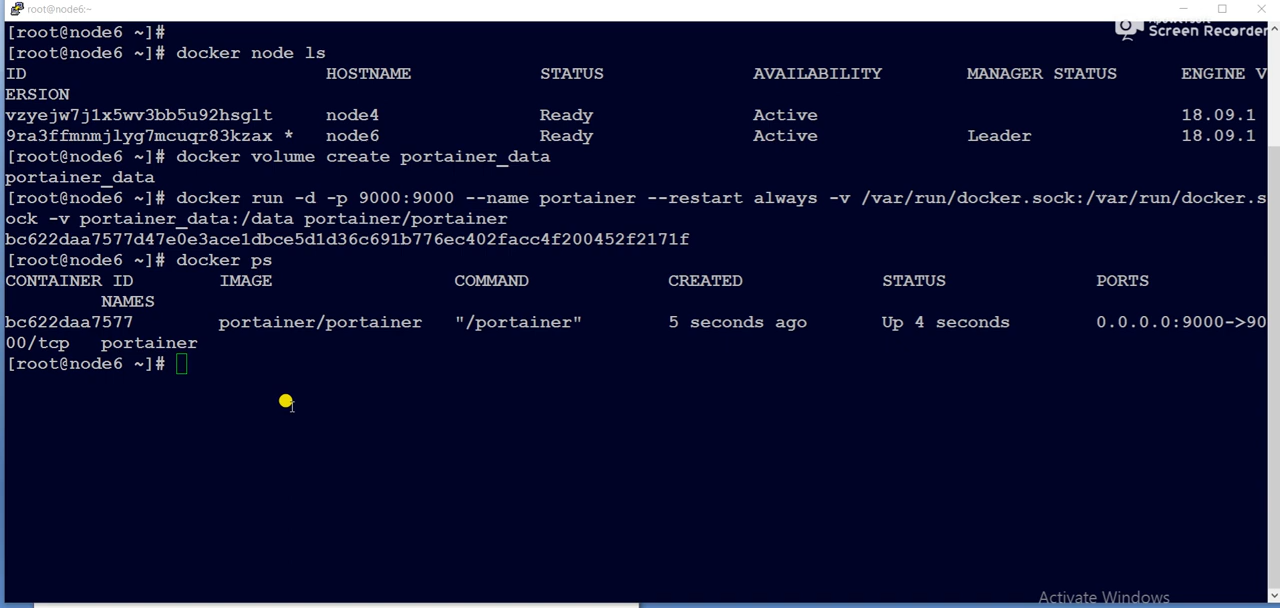 root@node6:~
[root@node6 ~]#
Screen Recorder
[root@node6 ~]# docker node ls
ID HOSTNAME STATUS AVAILABILITY MANAGER STATUS ENGINE V
ERSION
vzyejw7j1x5wv3bb5u92hsglt node4 Ready Active 18.09.1
9ra3ffmnmjlyg7mcuqr83kzax * node6 Ready Active Leader 18.09.1
[root@node6 ~]# docker volume create portainer_data
portainer_data
[root@node6 ~]# docker run -d -p 9000:9000 --name portainer --restart always -v /var/run/docker.sock:/var/run/docker.s
ock -v portainer_data:/data portainer/portainer
bc622daa7577d47e0e3ace1dbce5d1d36c691b776ec402facc4f200452f2171f
[root@node6 ~]# docker ps
CONTAINER ID IMAGE COMMAND CREATED STATUS PORTS
NAMES
bc622daa7577 portainer/portainer "/portainer" 5 seconds ago Up 4 seconds 0.0.0.0:9000->90
00/tcp portainer
[root@node6 ~]#
Activate Windows